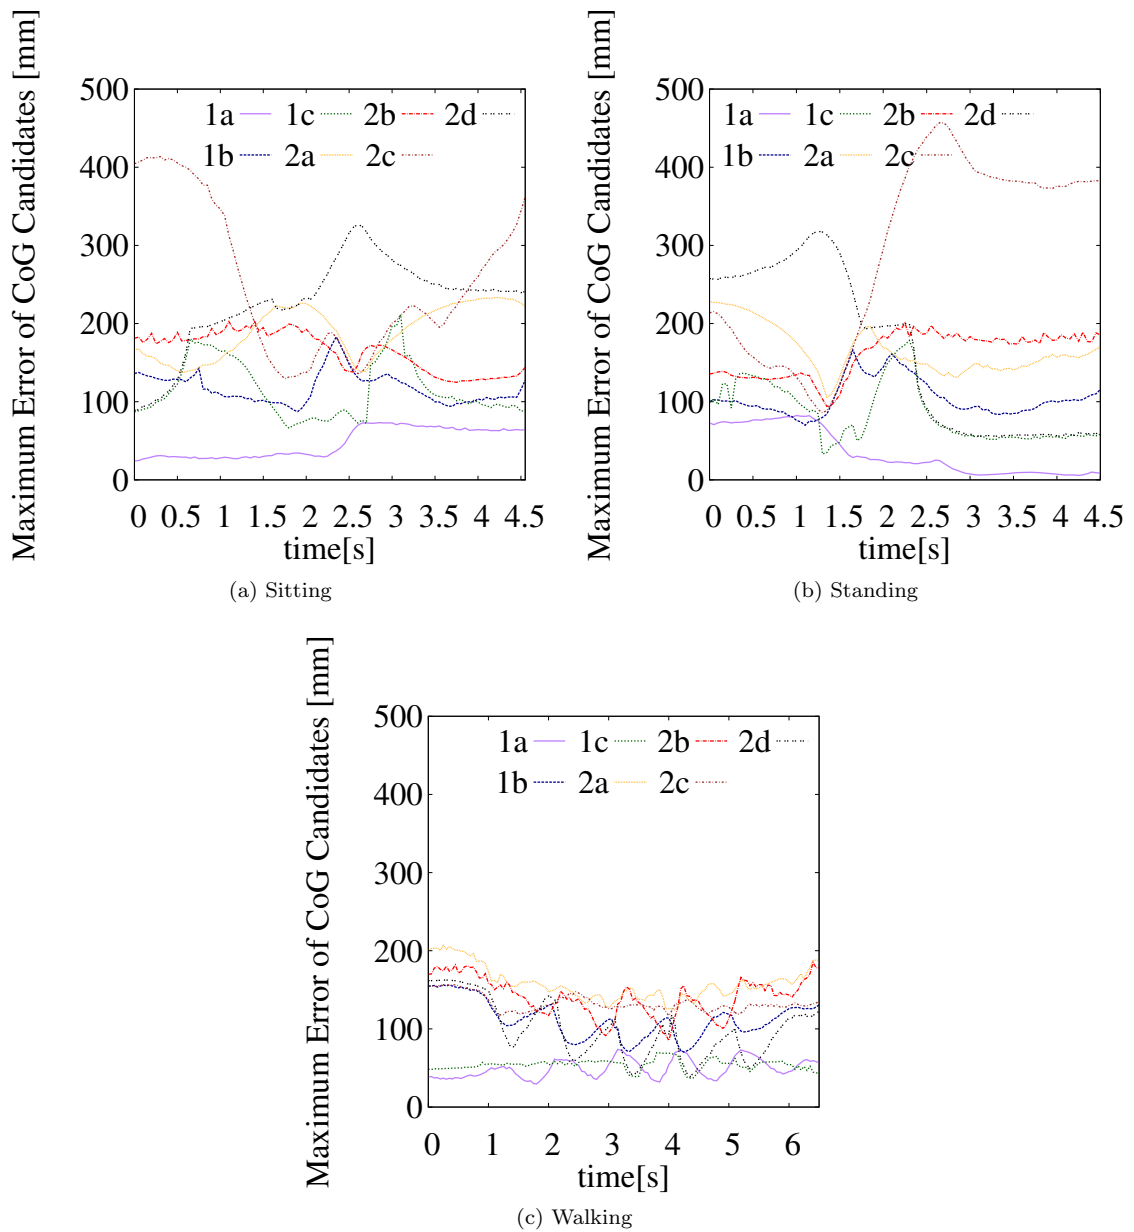 Maximum Error of CoG Candidates [mm]
500
400
300
200
100
0
1a 1c 2b 2d
1b 2a 2c
0 0.5 1 1.5 2 2.5 3 3.5 4 4.5
time[s]
(a) Sitting
Maximum Error of CoG Candidates [mm]
500
400
300
200
100
0
1a 1c 2b 2d
1b 2a 2c
0 0.5 1 1.5 2 2.5 3 3.5 4 4.5
time[s]
(b) Standing
Maximum Error of CoG Candidates [mm]
500
400
300
200
100
0
1a 1c 2b 2d
1b 2a 2c
0 1 2 3 4 5 6
time[s]
(c) Walking